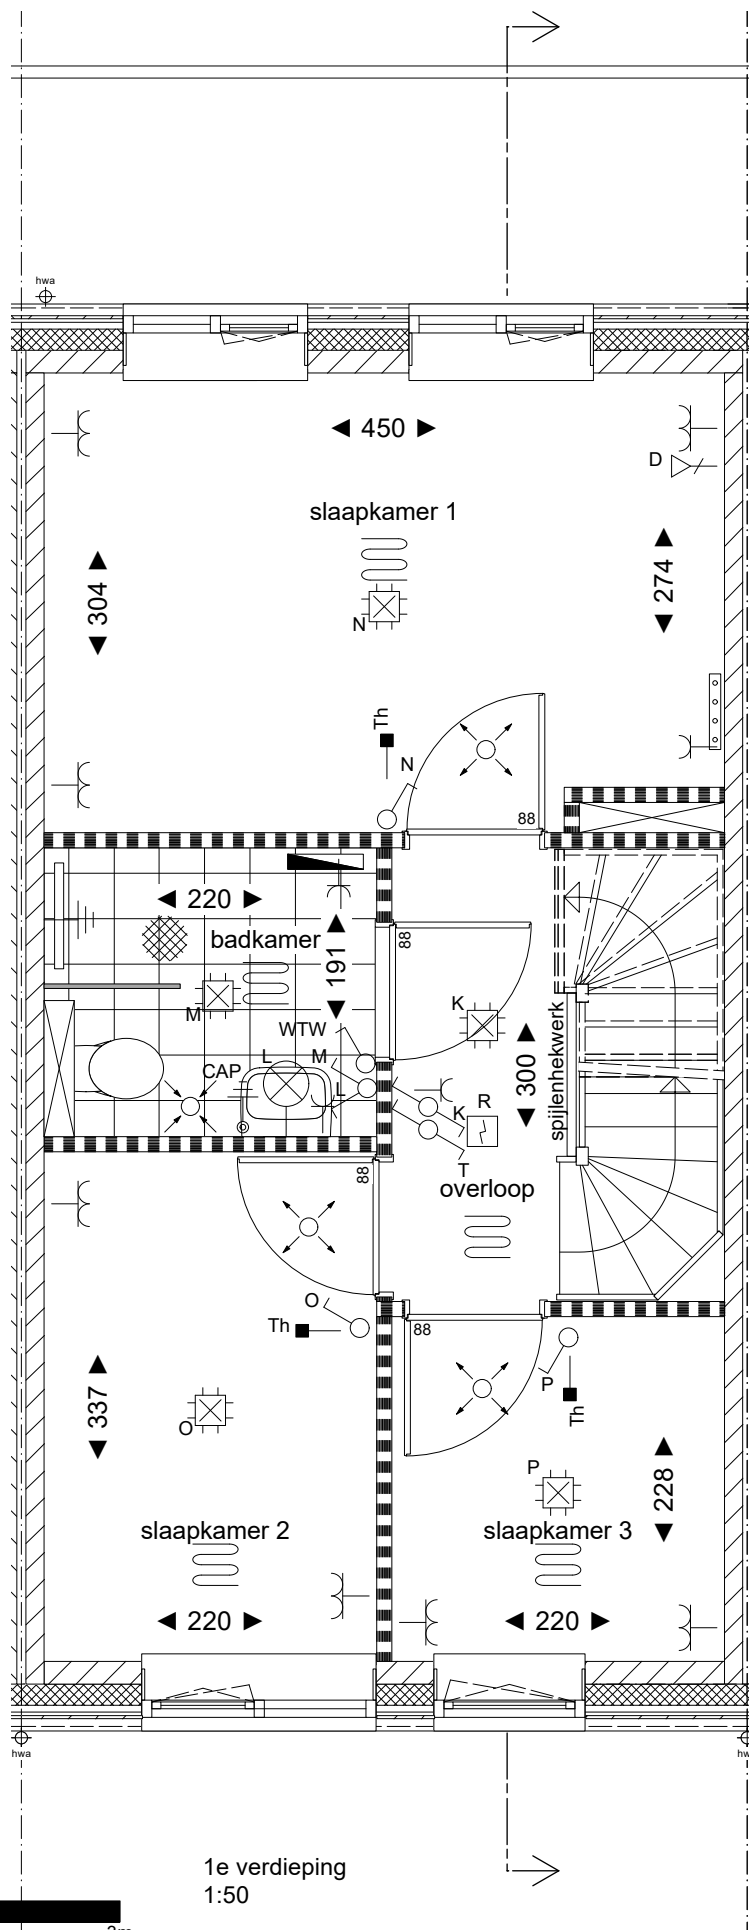 hwa
450
D
slaapkamer 1
304
274
N
Th
N
88
220
badkamer
191
88
M
K
WTW
M
L
CAP
L
300
spijlenhekwerk
K
R
T
overloop
88
O
Th
88
P
Th
337
O
P
228
slaapkamer 2
slaapkamer 3
220
220
hwa
hw
1e verdieping
1:50